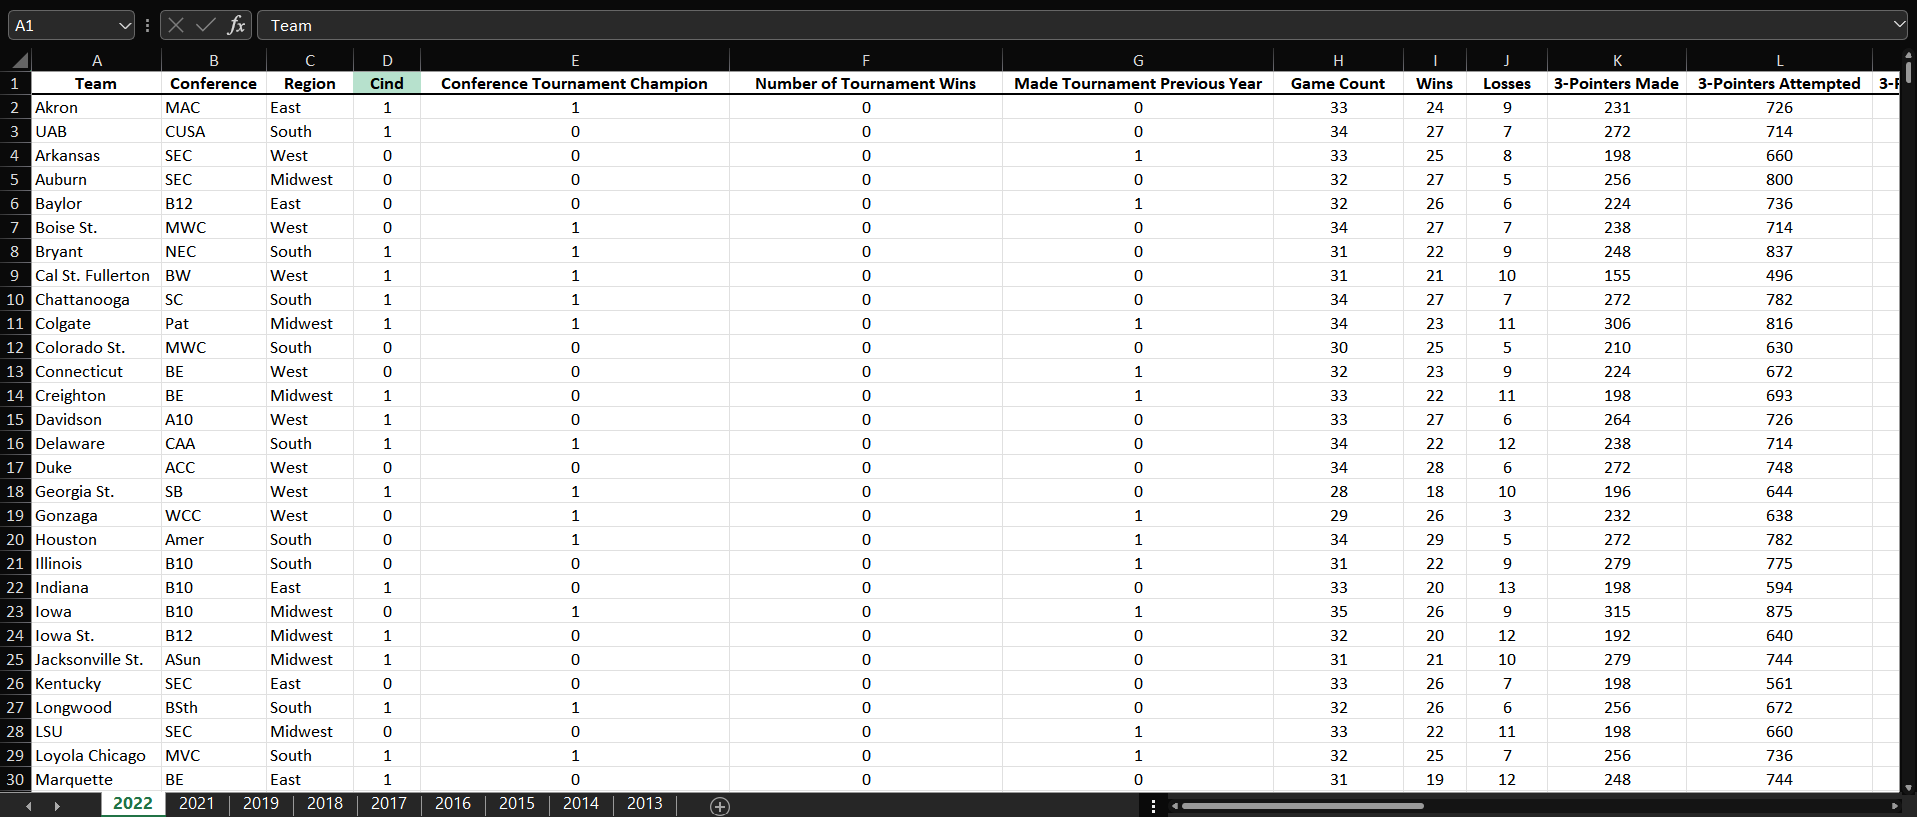 A1 fx Team
A B C D E F G H I J K L
1 Team Conference Region Cind Conference Tournament Champion Number of Tournament Wins Made Tournament Previous Year Game Count Wins Losses 3-Pointers Made 3-Pointers Attempted
2 Akron MAC East 1 1 0 0 33 24 9 231 726
3 UAB CUSA South 1 0 0 0 34 27 7 272 714
4 Arkansas SEC West 0 0 0 1 33 25 8 198 660
5 Auburn SEC Midwest 0 0 0 0 32 27 5 256 800
6 Baylor B12 East 0 0 0 1 32 26 6 224 736
7 Boise St. MWC West 0 1 0 0 34 27 7 238 714
8 Bryant NEC South 1 1 0 0 31 22 9 248 837
9 Cal St. Fullerton BW West 1 1 0 0 31 21 10 155 496
10 Chattanooga SC South 1 1 0 0 34 27 7 272 782
11 Colgate Pat Midwest 1 1 0 1 34 23 11 306 816
12 Colorado St. MWC South 0 0 0 0 30 25 5 210 630
13 Connecticut BE West 0 0 0 1 32 23 9 224 672
14 Creighton BE Midwest 1 0 0 1 33 22 11 198 693
15 Davidson A10 West 1 0 0 0 33 27 6 264 726
16 Delaware CAA South 1 1 0 0 34 22 12 238 714
17 Duke ACC West 0 0 0 0 34 28 6 272 748
18 Georgia St. SB West 1 1 0 0 28 18 10 196 644
19 Gonzaga WCC West 0 1 0 1 29 26 3 232 638
20 Houston Amer South 0 1 0 1 34 29 5 272 782
21 Illinois B10 South 0 0 0 1 31 22 9 279 775
22 Indiana B10 East 1 0 0 0 33 20 13 198 594
23 Iowa B10 Midwest 0 1 0 1 35 26 9 315 875
24 Iowa St. B12 Midwest 1 0 0 0 32 20 12 192 640
25 Jacksonville St. ASun Midwest 1 0 0 0 31 21 10 279 744
26 Kentucky SEC East 0 0 0 0 33 26 7 198 561
27 Longwood BSth South 1 1 0 0 32 26 6 256 672
28 LSU SEC Midwest 0 0 0 1 33 22 11 198 660
29 Loyola Chicago MVC South 1 1 0 1 32 25 7 256 736
30 Marquette BE East 1 0 0 0 31 19 12 248 744
2022 2021 2019 2018 2017 2016 2015 2014 2013